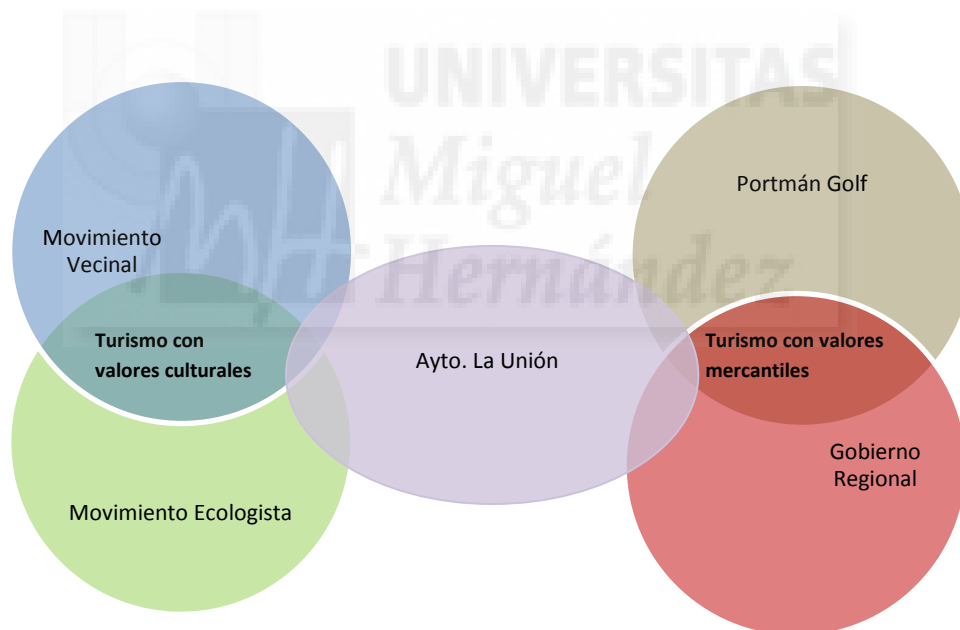 UNIVERSITAS
Miguel
Hernández
Movimiento
Vecinal
Turismo con
valores culturales
Movimiento Ecologista
Ayto. La Unión
Portmán Golf
Turismo con valores
mercantiles
Gobierno
Regional